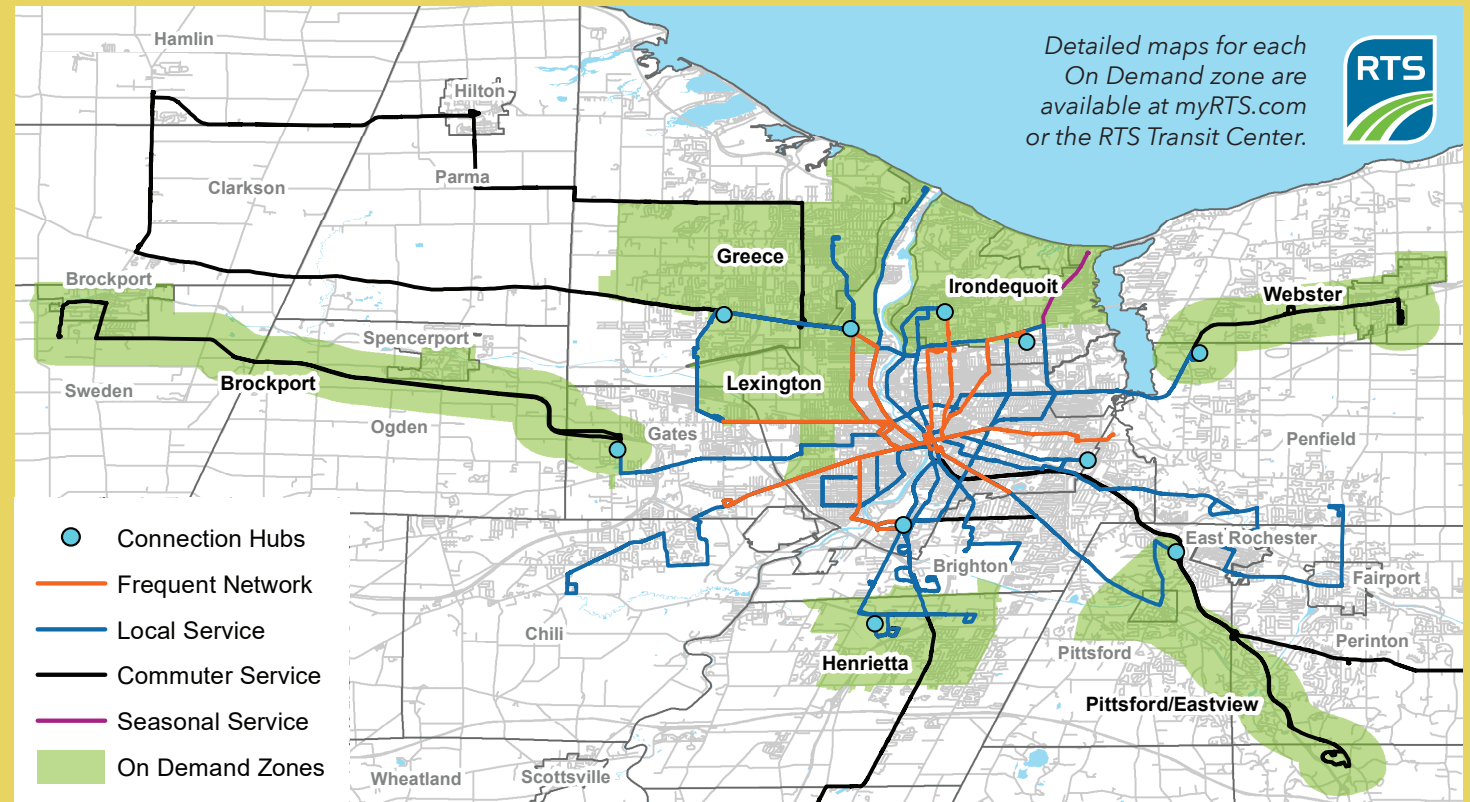 Detailed maps for each
On Demand zone are
available at myRTS.com
or the RTS Transit Center.
RTS
Hamlin
Hilton
Clarkson
Parma
Greece
Irondequoit
Brockport
Webster
Spencerport
Brockport
Lexington
Sweden
Ogden
Gates
Penfield
East Rochester
Brighton
Fairport
Chili
Perinton
Pittsford
Henrietta
Pittsford/Eastview
Wheatland
Scottsville
Connection Hubs
Frequent Network
Local Service
Commuter Service
Seasonal Service
On Demand Zones